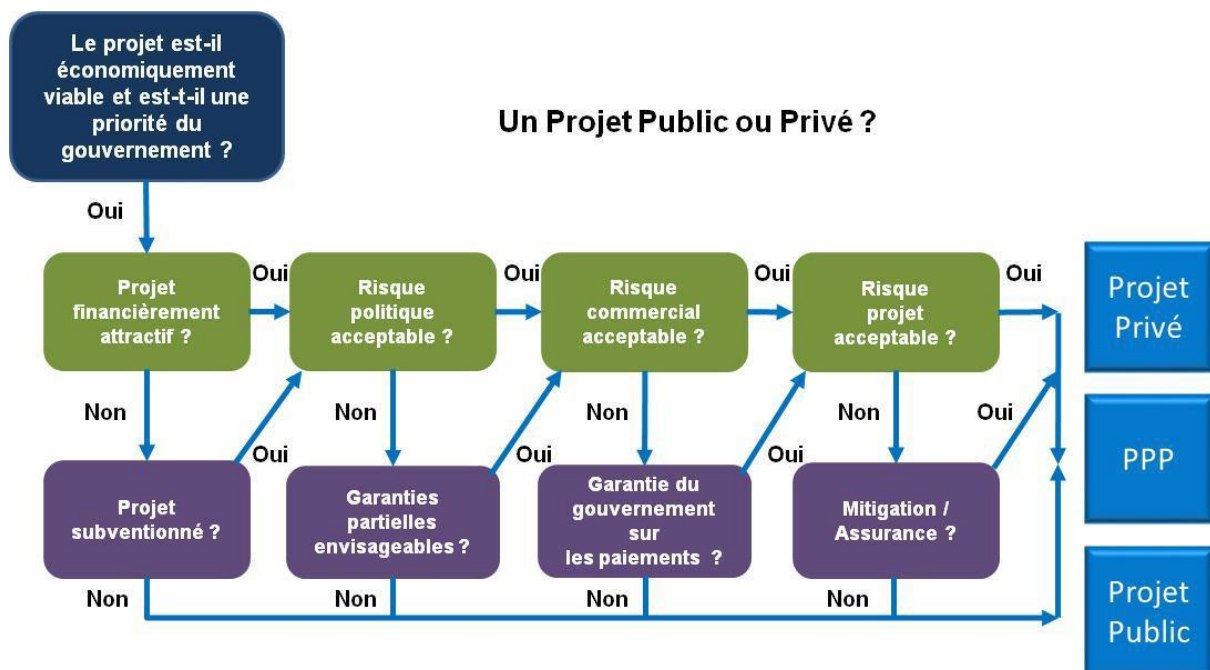 Le projet est-il
économiquement
viable et est-t-il une
priorité du
gouvernement ?
Un Projet Public ou Privé ?
Oui
Projet
financièrement
attractif ?
Oui
Risque
politique
acceptable ?
Oui
Risque
commercial
acceptable ?
Oui
Risque
projet
acceptable ?
Oui
Projet
Privé
Non
Non
Non
Non
Oui
Oui
Oui
Oui
PPP
Projet
subventionné ?
Garanties
partielles
envisageables ?
Garantie du
gouvernement
sur
les paiements ?
Mitigation /
Assurance ?
Non
Non
Non
Non
Projet
Public